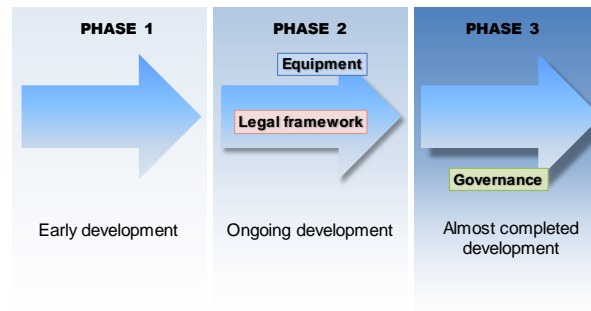 PHASE 1
PHASE 2
PHASE 3
Equipment
Legal framework
Governance
Early development
Ongoing development
Almost completed
development